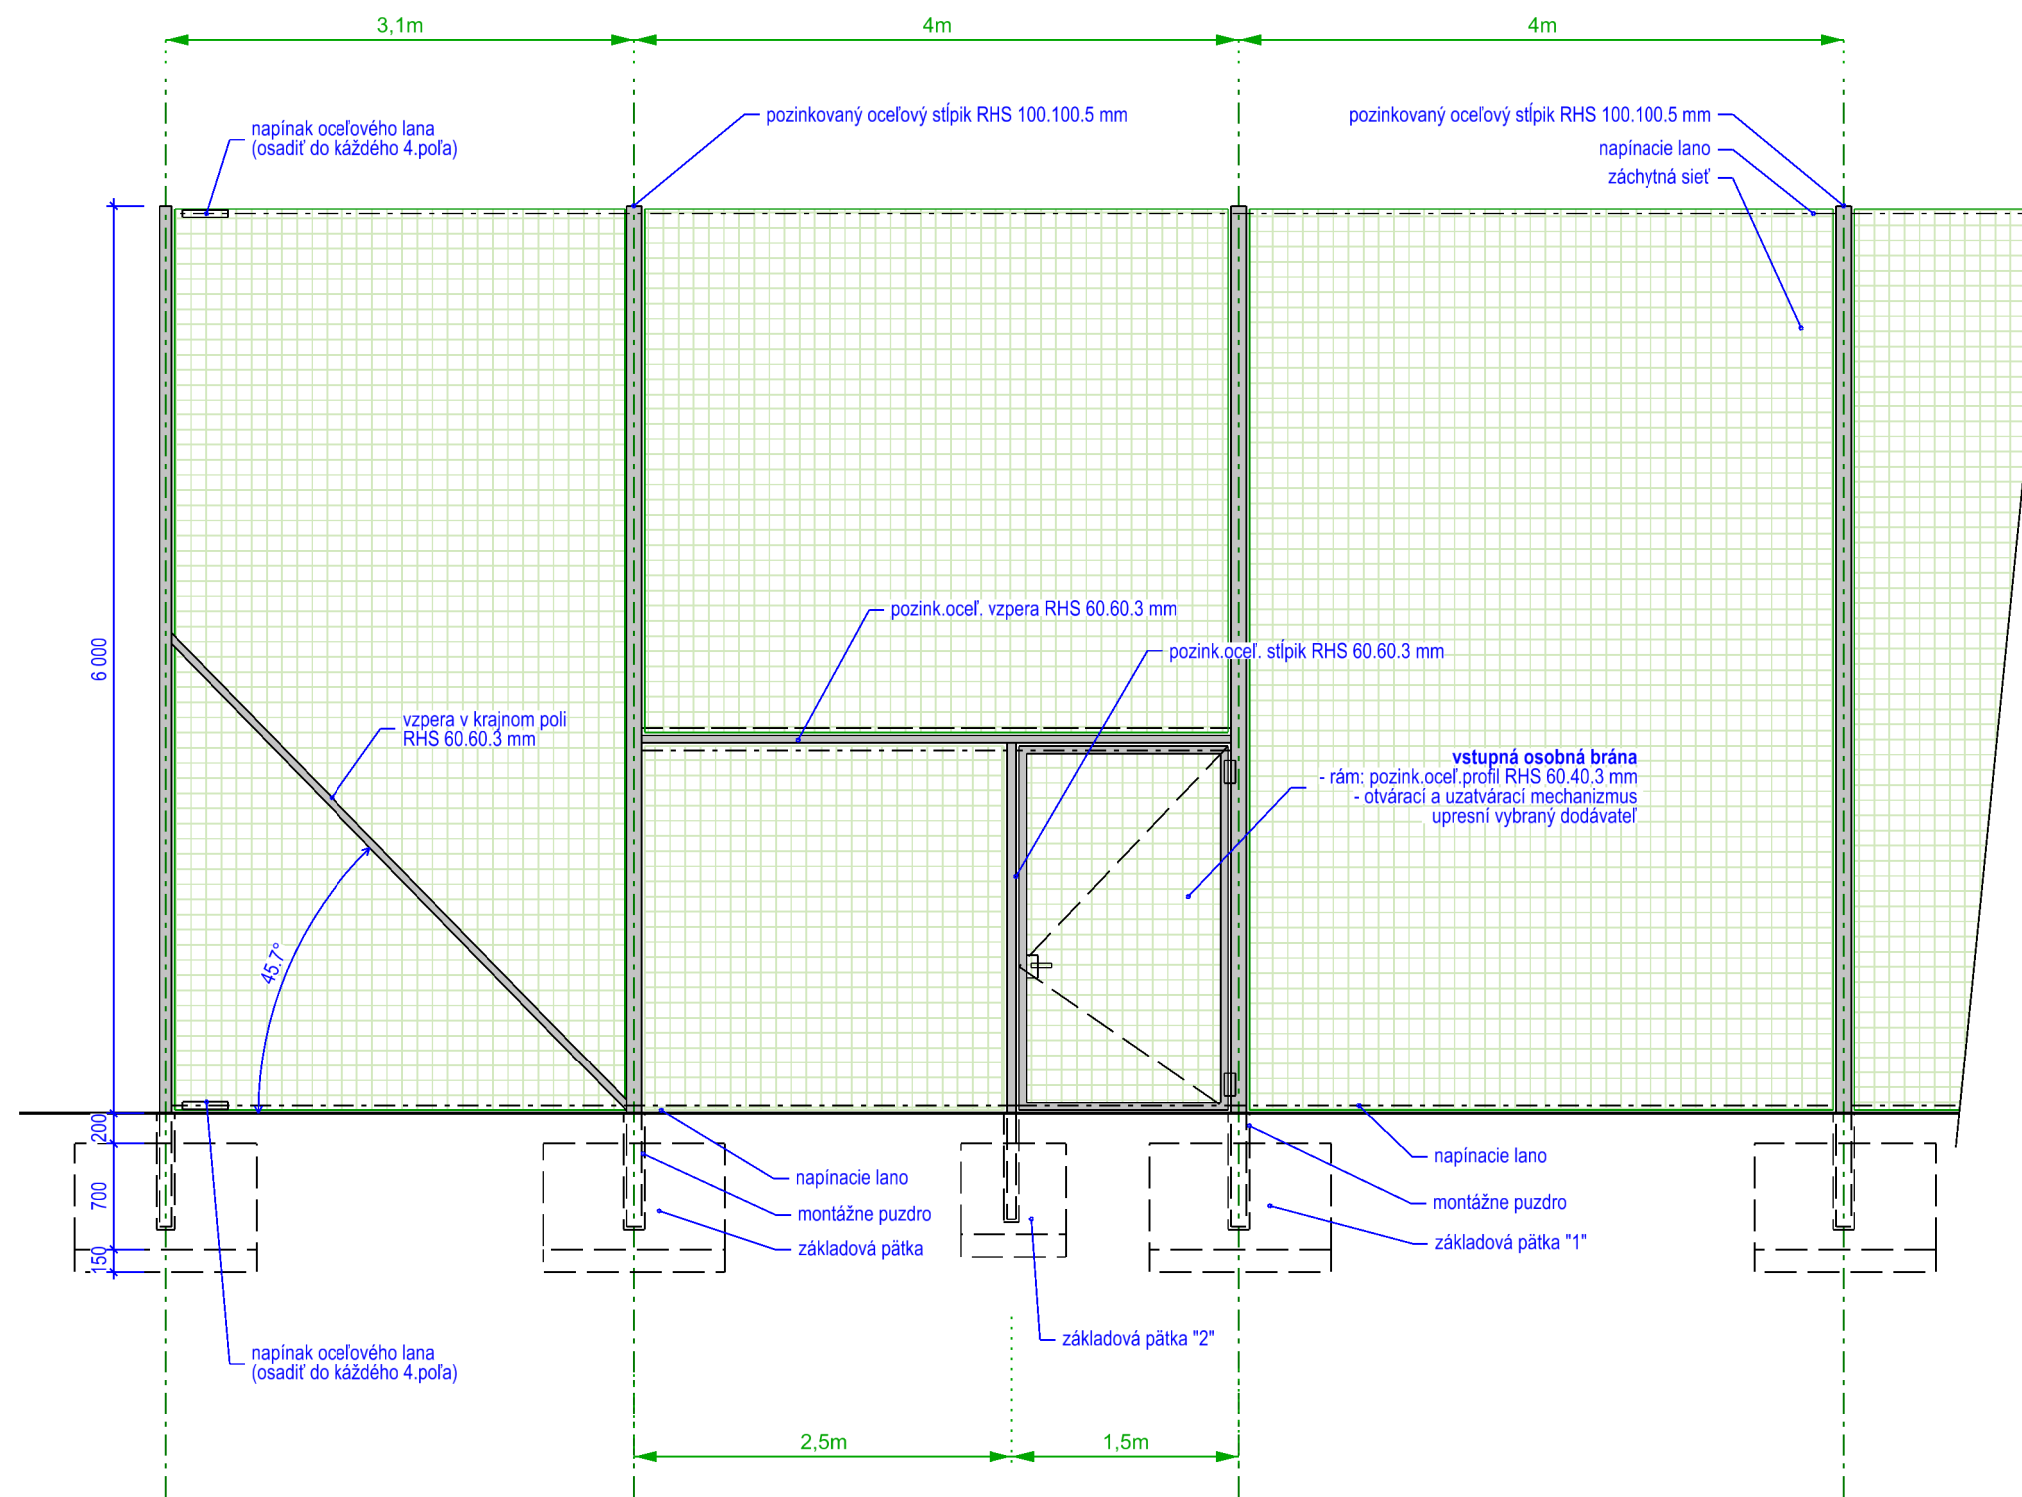 3,1m
4m
4m
napínak oceľového lana
(osadiť do káždého 4.poľa)
pozinkovaný oceľový stĺpik RHS 100.100.5 mm
pozinkovaný oceľový stĺpik RHS 100.100.5 mm
napínacie lano
záchytná sieť
6 000
pozink.oceľ. vzpera RHS 60.60.3 mm
pozink.oceľ. stĺpik RHS 60.60.3 mm
vzpera v krajnom poli
RHS 60.60.3 mm
vstupná osobná brána
- rám: pozink.oceľ.profil RHS 60.40.3 mm
- otvárací a uzatvárací mechanizmus
upresní vybraný dodávateľ
45.7°
200
700
150
napínacie lano
montážne puzdro
základová pätka
napínacie lano
montážne puzdro
základová pätka "1"
základová pätka "2"
napínak oceľového lana
(osadiť do káždého 4.poľa)
2,5m
1,5m